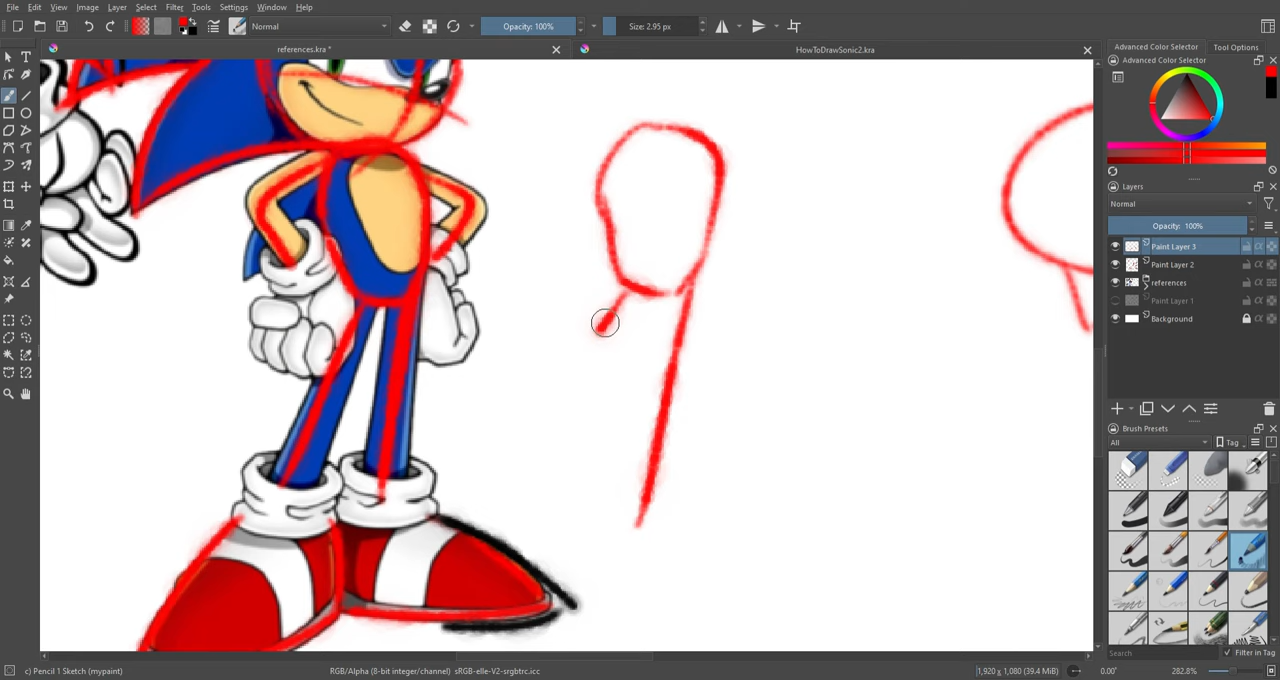 File Edit View Image Layer Select Filter Tools Settings Window Help
Normal Opacity: 100% Size: 2.95 px
references.kra * HowToDrawSonic2.kra
Advanced Color Selector Tool Options
Advanced Color Selector
Layers
Normal
Opacity: 100%
Paint Layer 3
Paint Layer 2
references
Paint Layer 1
Background
Brush Presets
All Tag
Search Filter in Tag
c) Pencil 1 Sketch (mypaint) RGB/Alpha (8-bit integer/channel) sRGB-elle-V2-srgbtrc.icc 1,920 x 1,080 (39.4 MiB) 0.00° 282.8%